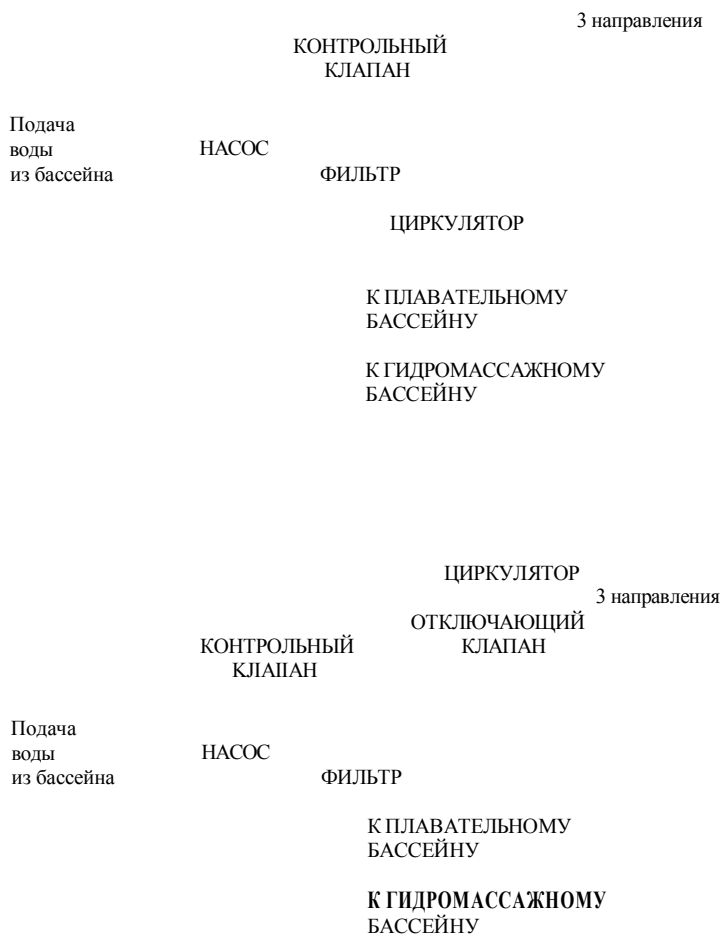 3 направления
КОНТРОЛЬНЫЙ
КЛАПАН
Подача
воды
из бассейна
НАСОС
ФИЛЬТР
ЦИРКУЛЯТОР
К ПЛАВАТЕЛЬНОМУ
БАССЕЙНУ
К ГИДРОМАССАЖНОМУ
БАССЕЙНУ
ЦИРКУЛЯТОР
3 направления
ОТКЛЮЧАЮЩИЙ
КЛАПАН
КОНТРОЛЬНЫЙ
KJIAIIAH
Подача
воды
из бассейна
НАСОС
ФИЛЬТР
К ПЛАВАТЕЛЬНОМУ
БАССЕЙНУ
К ГИДРОМАССАЖНОМУ
БАССЕЙНУ